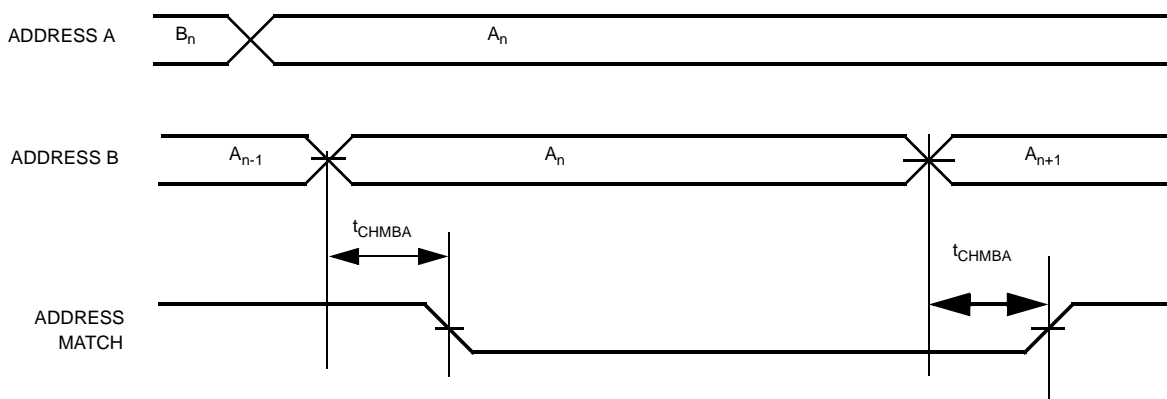 ADDRESS A
Bn
An
ADDRESS B
An-1
An
An+1
tCHMBA
tCHMBA
ADDRESS
MATCH